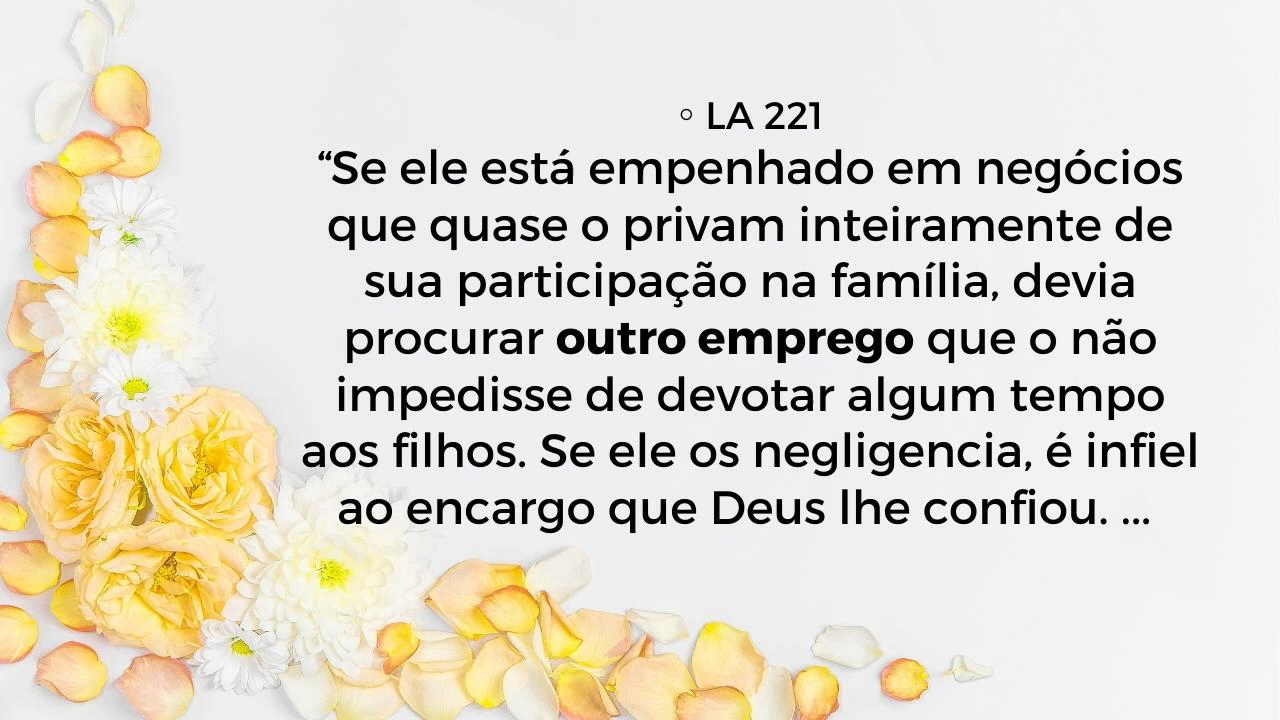 ◦ LA 221
“Se ele está empenhado em negócios
que quase o privam inteiramente de
sua participação na família, devia
procurar outro emprego que o não
impedisse de devotar algum tempo
aos filhos. Se ele os negligencia, é infiel
ao encargo que Deus lhe confiou. ...